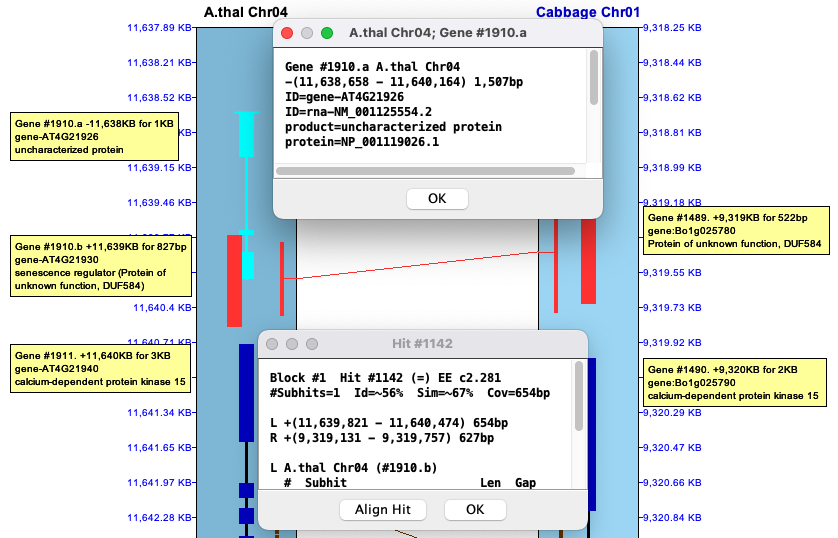 A.thal Chr04
Cabbage Chr01
11,637.89 KB
11,638.21 KB
11,638.52 KB
Gene #1910.a -11,638KB for 1KB
gene-AT4G21926
uncharacterized protein
11,639.15 KB
11,639.46 KB
Gene #1910.b +11,639KB for 827bp
gene-AT4G21930
senescence regulator (Protein of
unknown function, DUF584)
11,640.4 KB
11,640.71 KB
Gene #1911. +11,640KB for 3KB
gene-AT4G21940
calcium-dependent protein kinase 15
11,641.34 KB
11,641.65 KB
11,641.97 KB
11,642.28 KB
A.thal Chr04; Gene #1910.a
Gene #1910.a A.thal Chr04
-(11,638,658 - 11,640,164) 1,507bp
ID=gene-AT4G21926
ID=rna-NM_001125554.2
product=uncharacterized protein
protein=NP_001119026.1
OK
Hit #1142
Block #1 Hit #1142 (=) EE c2.281
#Subhits=1 Id=~56% Sim=~67% Cov=654bp
L +(11,639,821 - 11,640,474) 654bp
R +(9,319,131 - 9,319,757) 627bp
L A.thal Chr04 (#1910.b)
# Subhit Len Gap
Align Hit
OK
9,318.25 KB
9,318.44 KB
9,318.62 KB
9,318.81 KB
9,318.99 KB
9,319.18 KB
Gene #1489. +9,319KB for 522bp
gene:Bo1g025780
Protein of unknown function, DUF584
9,319.55 KB
9,319.73 KB
9,319.92 KB
Gene #1490. +9,320KB for 2KB
gene:Bo1g025790
calcium-dependent protein kinase 15
9,320.29 KB
9,320.47 KB
9,320.66 KB
9,320.84 KB